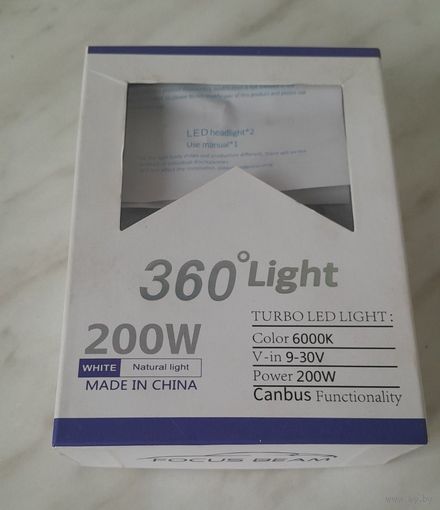 LED headlight*2
Use manual*1
360°Light
200W
WHITE Natural light
MADE IN CHINA
TURBO LED LIGHT:
Color 6000K
V-in 9-30V
Power 200W
Canbus Functionality
FOCUS BEAM